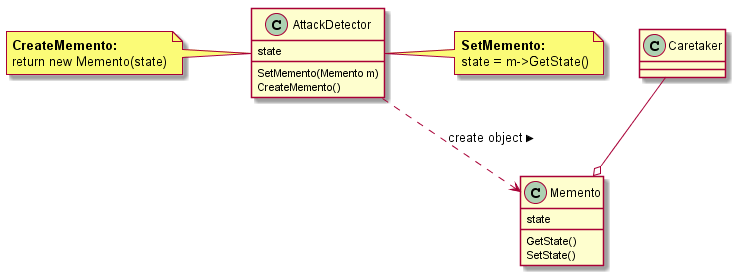 CreateMemento:
return new Memento(state)
C AttackDetector
state
SetMemento(Memento m)
CreateMemento()
SetMemento:
state = m->GetState()
C Caretaker
create object ▶
C Memento
state
GetState()
SetState()